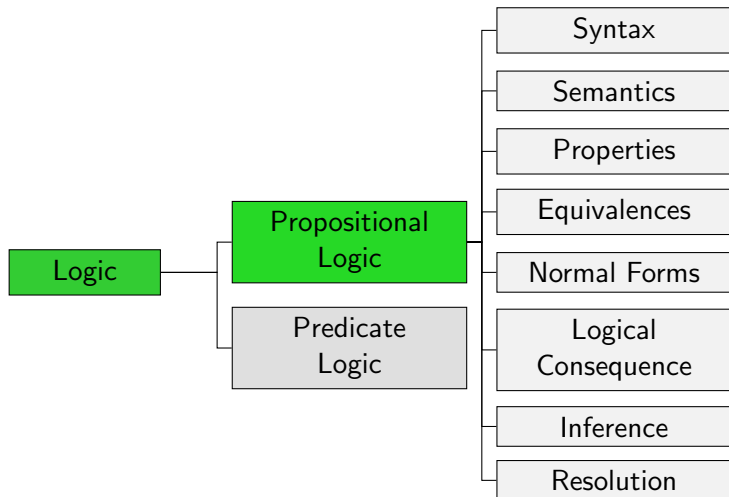 Logic
Propositional
Logic
Predicate
Logic
Syntax
Semantics
Properties
Equivalences
Normal Forms
Logical
Consequence
Inference
Resolution